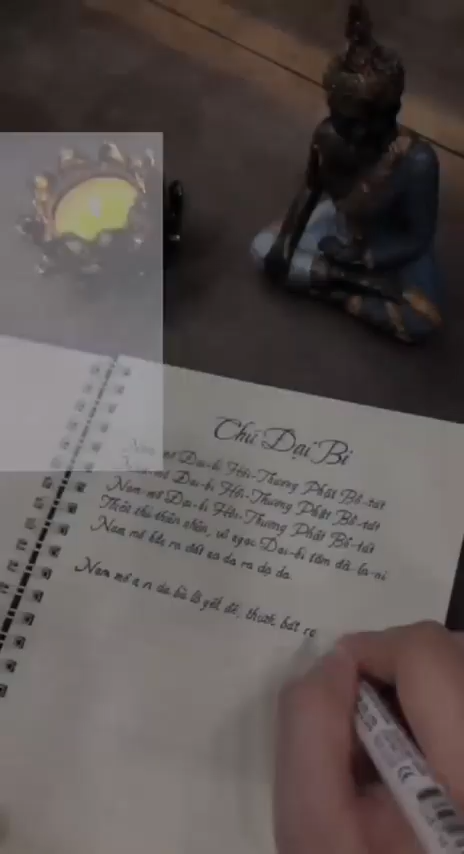 Chú Đại Bi
Nam mô Đại-bi Hội-Thượng Phật Bồ-tát
Nam mô Đại-bi Hội-Thượng Phật Bồ-tát
Nam mô Đại-bi Hội-Thượng Phật Bồ-tát
Thiên thủ thiên nhãn, vô ngại Đại-bi tâm đà-la-ni
Nam mô hắc ra đát na đa ra dạ da.
Nam mô a rị da bà lô yết đế, thước bát ra